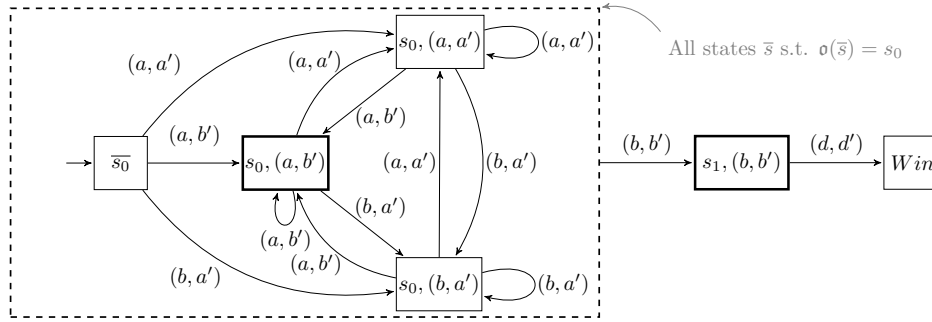 s₀, (a, a′)
(a, a′)
All states s̅ s.t. 𝔬(s̅) = s₀
(a, a′)
(a, a′)
(a, b′)
(a, b′)
(b, b′)
(d, d′)
s̅₀
s₀, (a, b′)
(a, a′)
(b, a′)
s₁, (b, b′)
Win
(b, a′)
(a, b′)
(a, b′)
(b, a′)
s₀, (b, a′)
(b, a′)